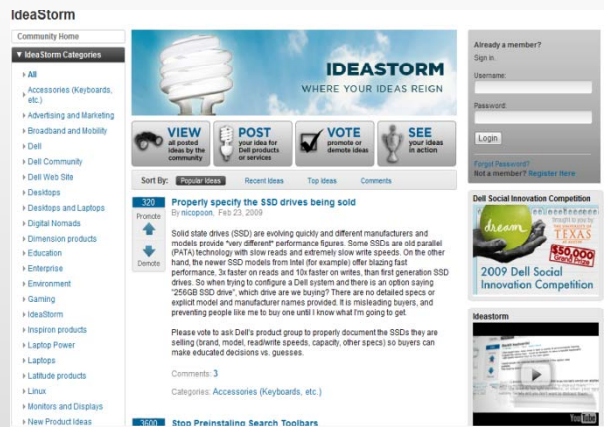 IdeaStorm
Community Home
▼ IdeaStorm Categories
All
Accessories (Keyboards,
etc.)
Advertising and Marketing
Broadband and Mobility
Dell
Dell Community
Dell Web Site
Desktops
Desktops and Laptops
Digital Nomads
Dimension products
Education
Enterprise
Environment
Gaming
IdeaStorm
Inspiron products
Laptop Power
Laptops
Latitude products
Linux
Monitors and Displays
New Product Ideas
IDEASTORM
WHERE YOUR IDEAS REIGN
VIEW
all posted
ideas by the
community
POST
your idea for
Dell products
or services
VOTE
promote or
demote ideas
SEE
your ideas
in action
Sort By: Popular Ideas Recent Ideas Top Ideas Comments
320
Promote
Demote
Properly specify the SSD drives being sold
By nicopoon, Feb 23, 2009
Solid state drives (SSD) are evolving quickly and different manufacturers and
models provide *very different* performance figures. Some SSDs are old parallel
(PATA) technology with slow reads and extremely slow write speeds. On the other
hand, the newer SSD models from Intel (for example) offer blazing fast
performance, 3x faster on reads and 10x faster on writes, than first generation SSD
drives. So when trying to configure a Dell system and there is an option saying
"256GB SSD drive", which drive are we buying? There are no detailed specs or
explicit model and manufacturer names provided. It is misleading buyers, and
preventing people like me to buy one until I know what I'm going to get.
Please vote to ask Dell's product group to properly document the SSDs they are
selling (brand, model, read/write speeds, capacity, other specs) so buyers can
make educated decisions vs. guesses.
Comments: 3
Categories: Accessories (Keyboards, etc.)
3600
Stop Preinstaling Search Toolbars
Already a member?
Sign in.
Username:
Password:
Login
Forgot Password?
Not a member? Register Here
Dell Social Innovation Competition
dream
brought to you by
THE UNIVERSITY OF
TEXAS
$50,000
Grand Prize
2009 Dell Social
Innovation Competition
Ideastorm
YouTube